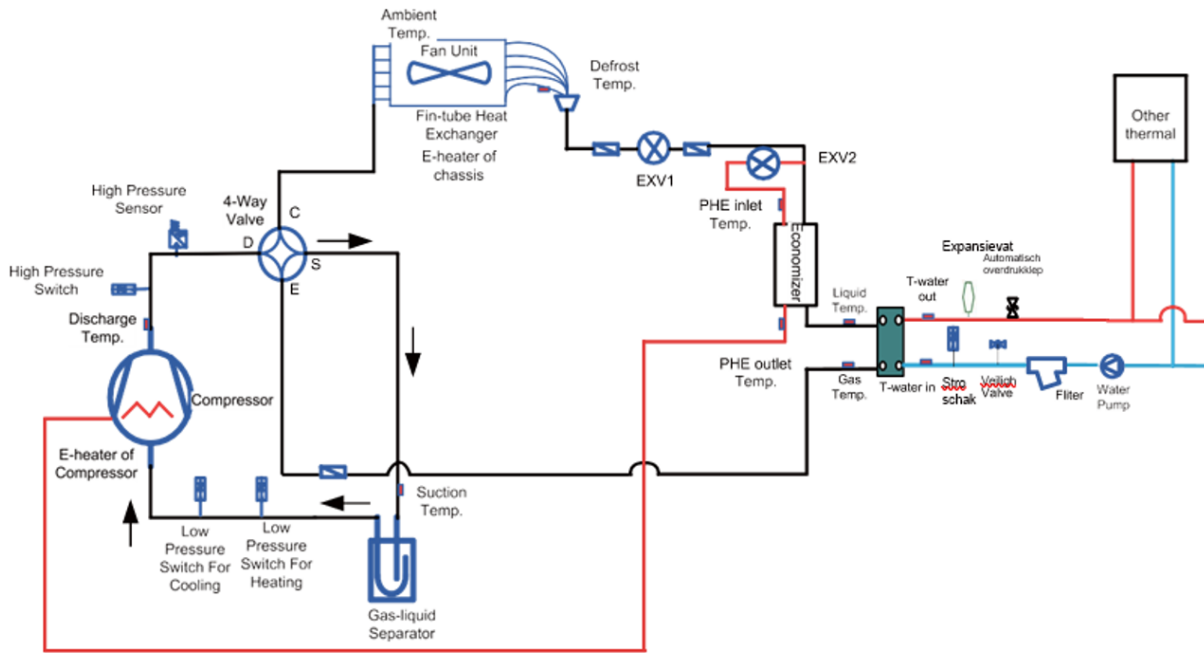 Ambient
Temp.
Fan Unit
Defrost
Temp.
Fin-tube Heat
Exchanger
E-heater of
chassis
EXV1
EXV2
Other
thermal
High Pressure
Sensor
4-Way
Valve
C
D
S
E
PHE inlet
Temp.
Economizer
High Pressure
Switch
Discharge
Temp.
Liquid
Temp.
T-water
out
Expansievat
Automatisch
overdrukklep
Compressor
PHE outlet
Temp.
Gas
Temp.
T-water in
Stro
schak
Veiligh
Valve
Fliter
Water
Pump
E-heater of
Compressor
Suction
Temp.
Low
Pressure
Switch For
Cooling
Low
Pressure
Switch For
Heating
Gas-liquid
Separator